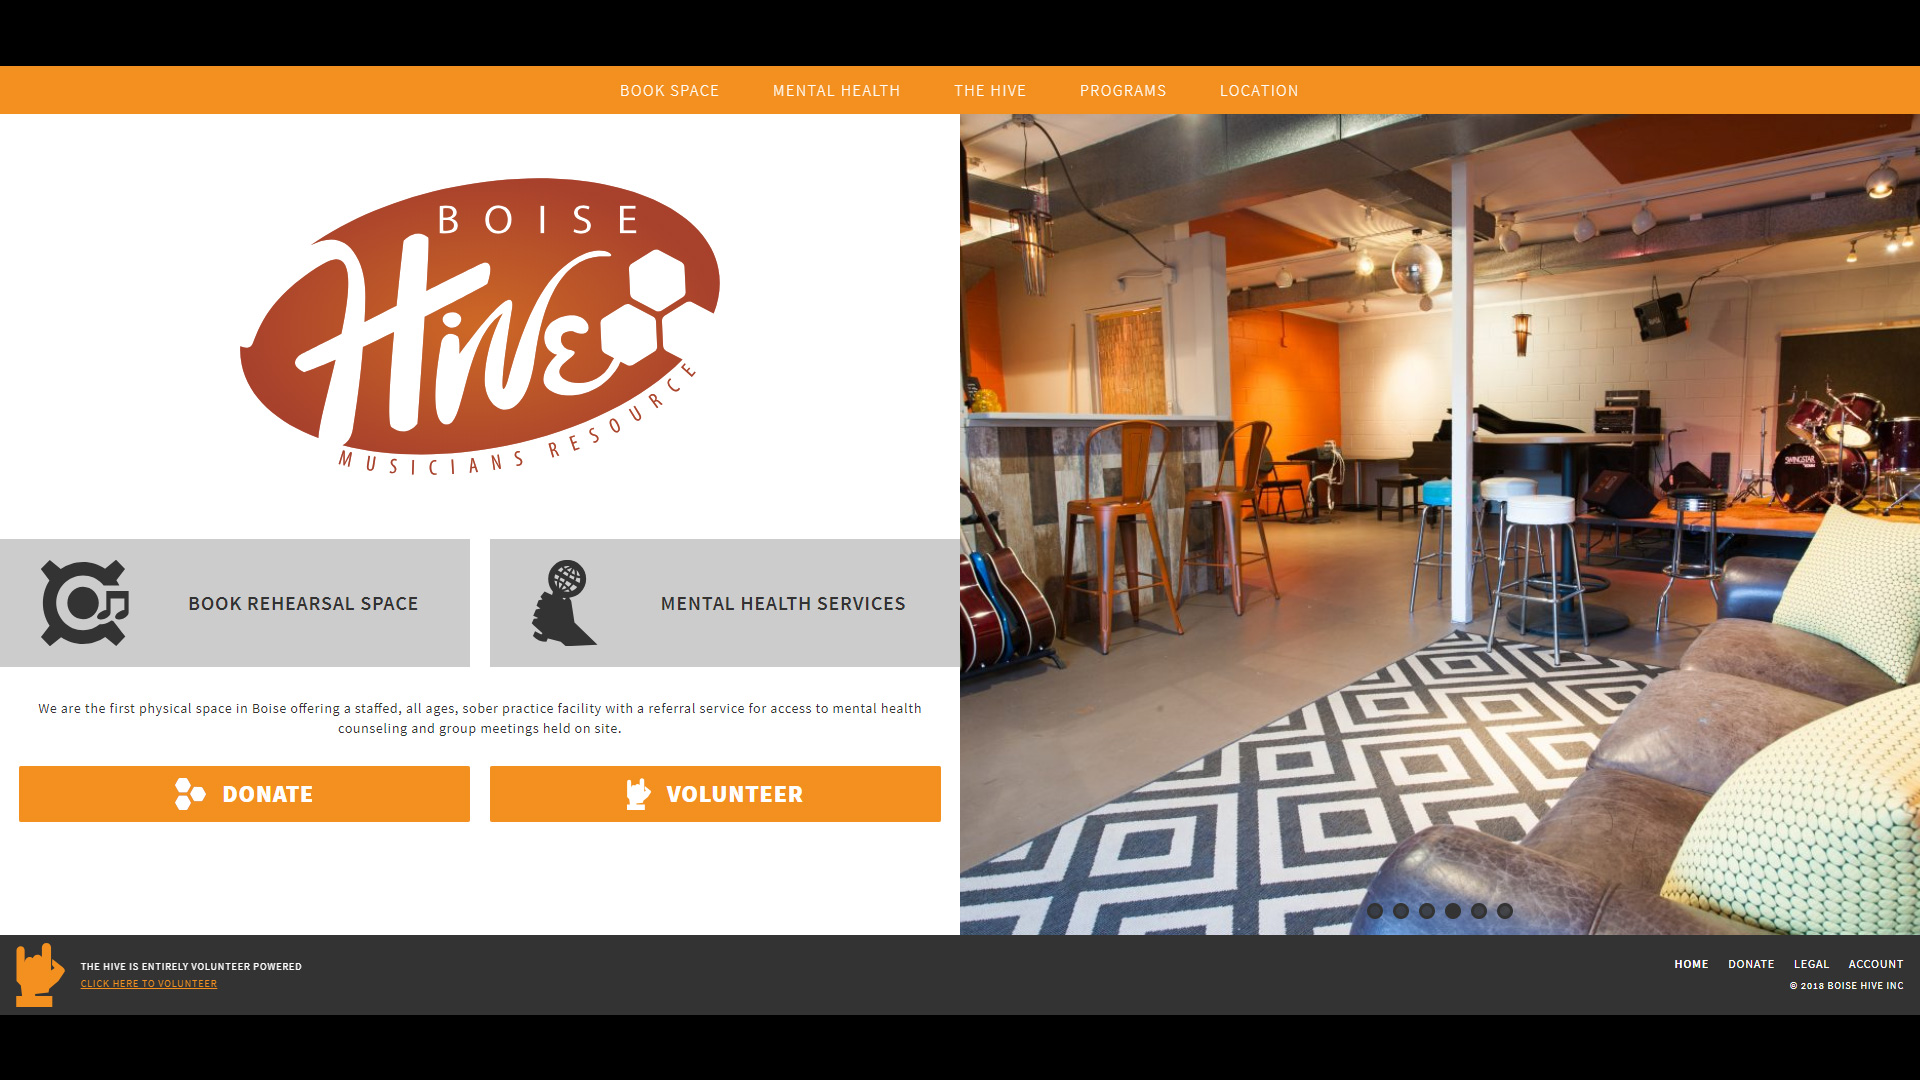 BOOK SPACE MENTAL HEALTH THE HIVE PROGRAMS LOCATION
BOISE
Hive
MUSICIANS RESOURCE
BOOK REHEARSAL SPACE
MENTAL HEALTH SERVICES
We are the first physical space in Boise offering a staffed, all ages, sober practice facility with a referral service for access to mental health
counseling and group meetings held on site.
DONATE
VOLUNTEER
SWINGSTAR
THE HIVE IS ENTIRELY VOLUNTEER POWERED
CLICK HERE TO VOLUNTEER
HOME DONATE LEGAL ACCOUNT
© 2018 BOISE HIVE INC